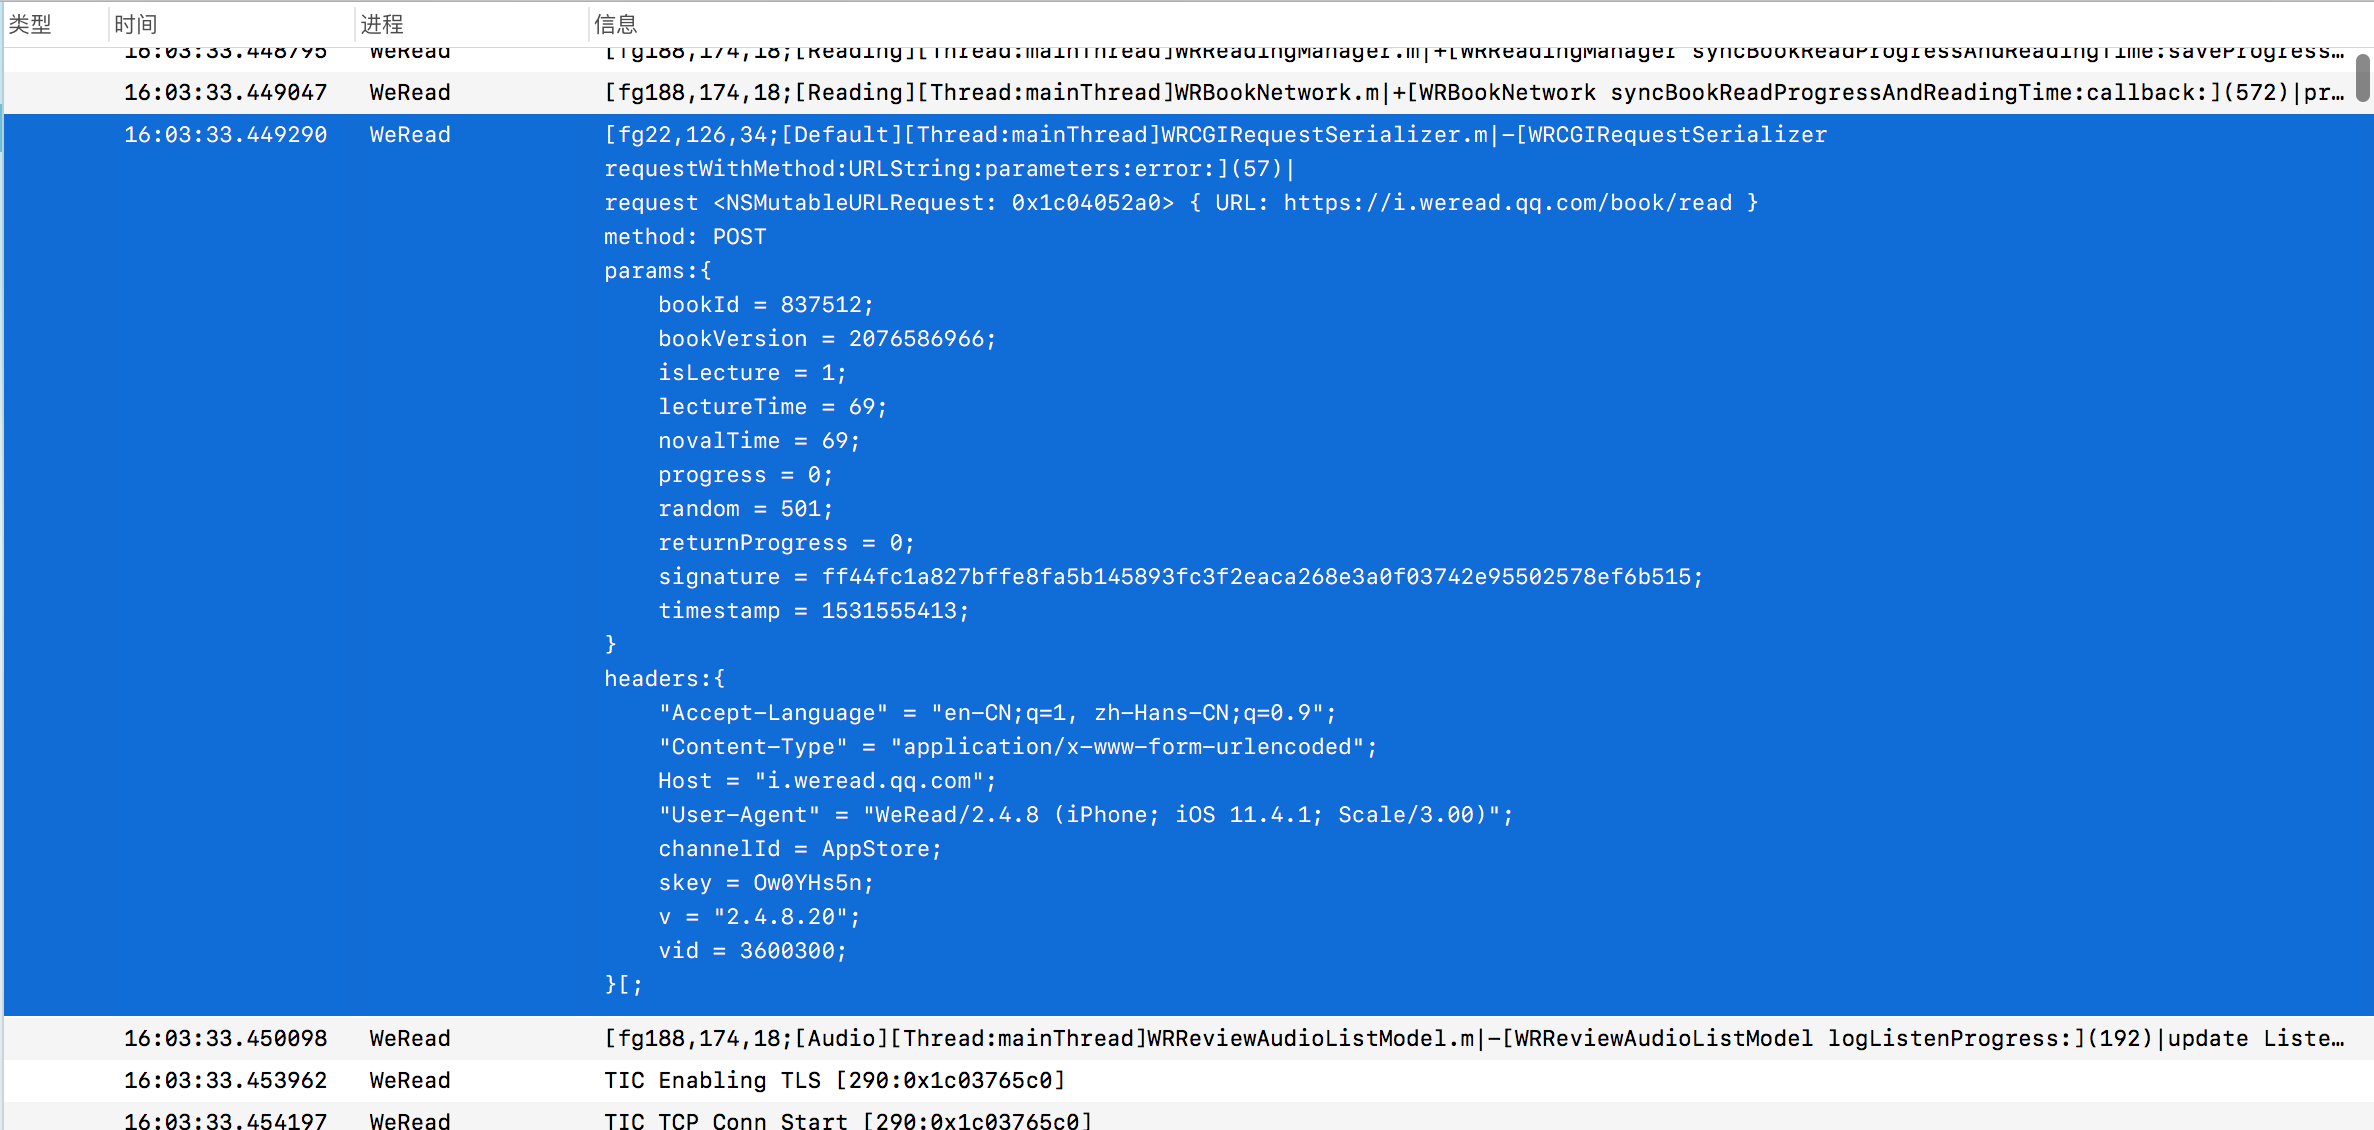 类型 时间 进程 信息
16:03:33.448795 WeRead [fg188,174,18;[Reading][Thread:mainThread]WRReadingManager.m|+[WRReadingManager syncBookReadProgressAndReadingTime:saveProgress…
16:03:33.449047 WeRead [fg188,174,18;[Reading][Thread:mainThread]WRBookNetwork.m|+[WRBookNetwork syncBookReadProgressAndReadingTime:callback:](572)|pr…
16:03:33.449290 WeRead [fg22,126,34;[Default][Thread:mainThread]WRCGIRequestSerializer.m|-[WRCGIRequestSerializer
requestWithMethod:URLString:parameters:error:](57)|
request <NSMutableURLRequest: 0x1c04052a0> { URL: https://i.weread.qq.com/book/read }
method: POST
params:{
bookId = 837512;
bookVersion = 2076586966;
isLecture = 1;
lectureTime = 69;
novalTime = 69;
progress = 0;
random = 501;
returnProgress = 0;
signature = ff44fc1a827bffe8fa5b145893fc3f2eaca268e3a0f03742e95502578ef6b515;
timestamp = 1531555413;
}
headers:{
"Accept-Language" = "en-CN;q=1, zh-Hans-CN;q=0.9";
"Content-Type" = "application/x-www-form-urlencoded";
Host = "i.weread.qq.com";
"User-Agent" = "WeRead/2.4.8 (iPhone; iOS 11.4.1; Scale/3.00)";
channelId = AppStore;
skey = Ow0YHs5n;
v = "2.4.8.20";
vid = 3600300;
}[;
16:03:33.450098 WeRead [fg188,174,18;[Audio][Thread:mainThread]WRReviewAudioListModel.m|-[WRReviewAudioListModel logListenProgress:](192)|update Liste…
16:03:33.453962 WeRead TIC Enabling TLS [290:0x1c03765c0]
16:03:33.454197 WeRead TIC TCP Conn Start [290:0x1c03765c0]